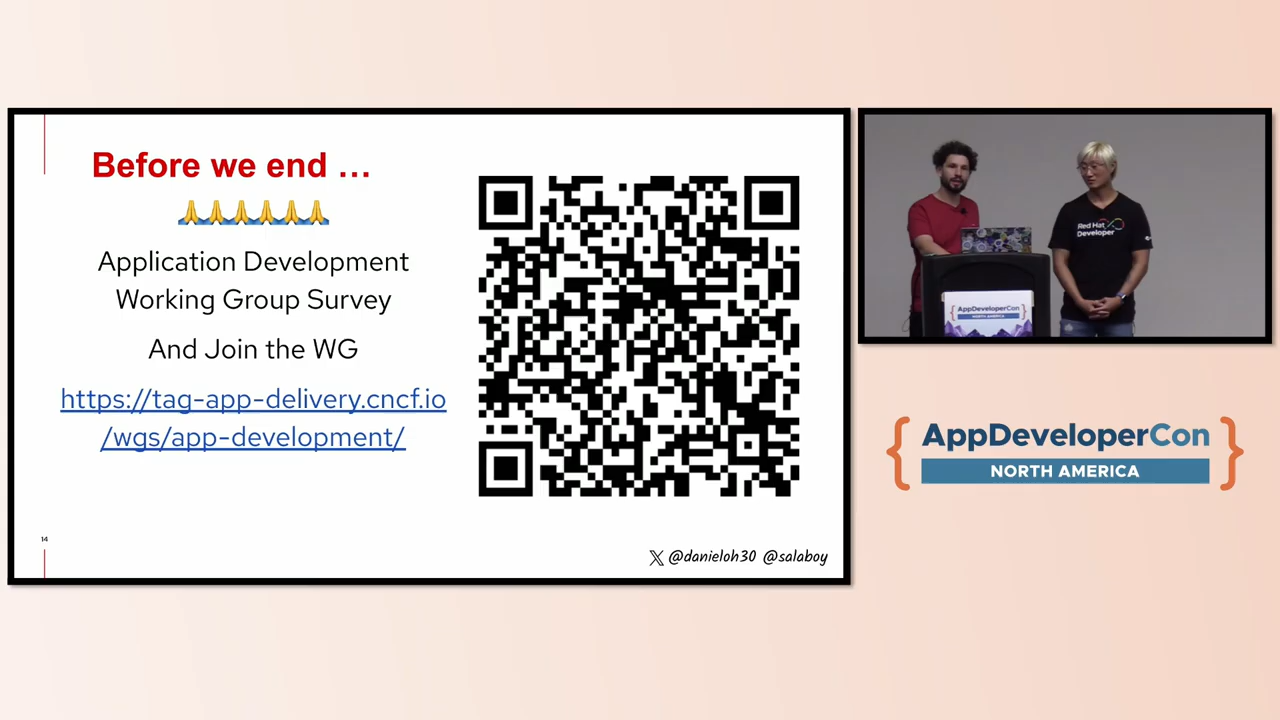 Before we end …
🙏🙏🙏🙏🙏🙏
Application Development
Working Group Survey
And Join the WG
https://tag-app-delivery.cncf.io
/wgs/app-development/
14
@danieloh30 @salaboy
Red Hat
Developer
AppDeveloperCon
NORTH AMERICA
{ AppDeveloperCon }
NORTH AMERICA